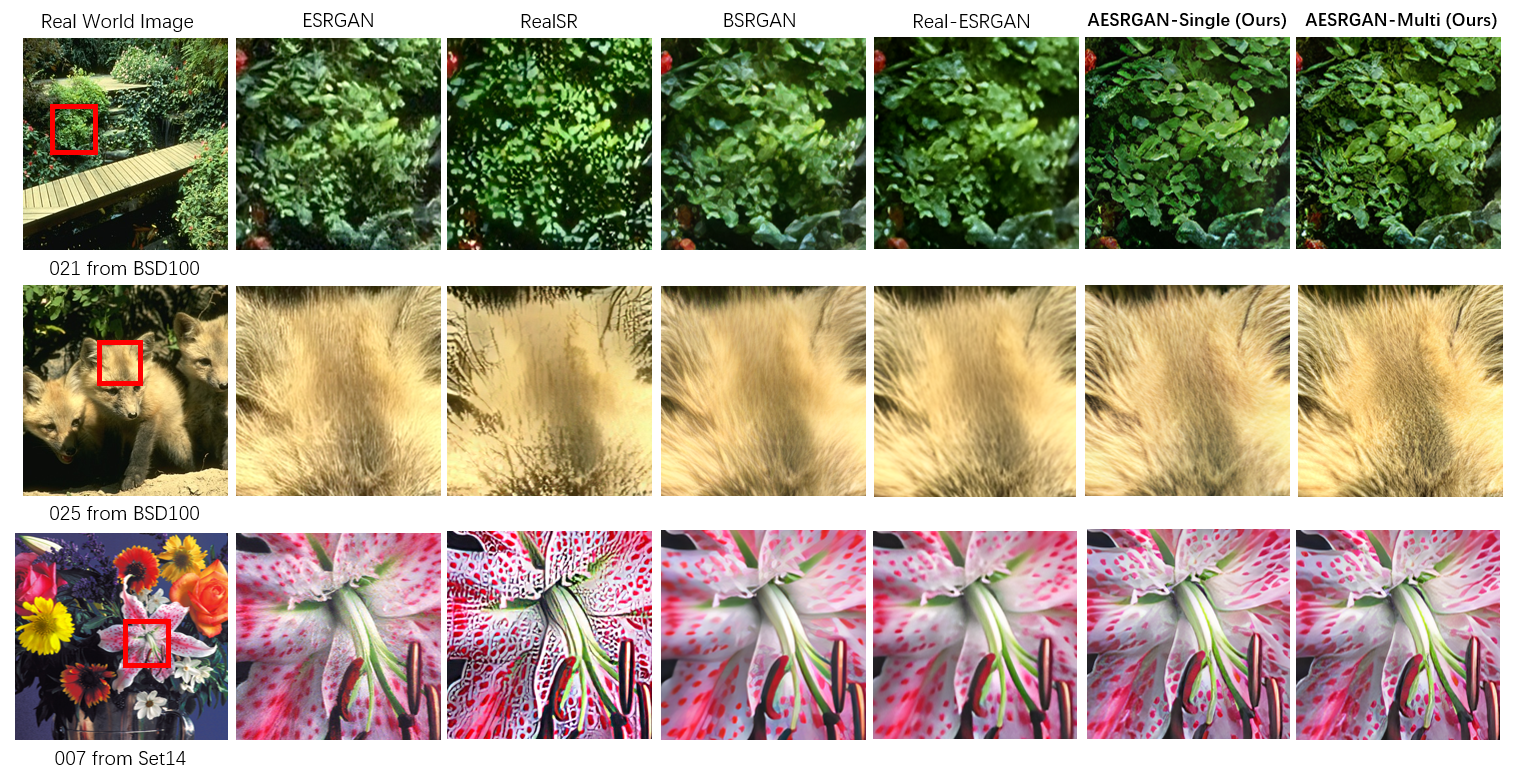 Real World Image
ESRGAN
RealSR
BSRGAN
Real-ESRGAN
AESRGAN-Single (Ours)
AESRGAN-Multi (Ours)
021 from BSD100
025 from BSD100
007 from Set14